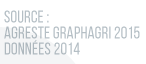 SOURCE :
AGRESTE GRAPHAGRI 2015
DONNÉES 2014